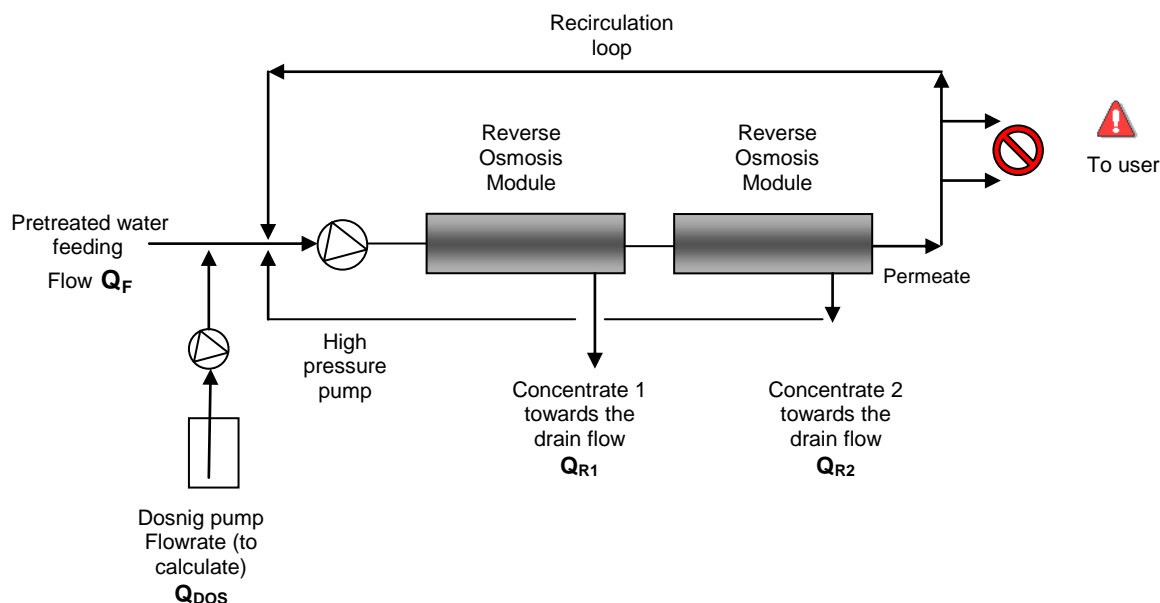 Recirculation
loop
Reverse
Osmosis
Module
Reverse
Osmosis
Module
To user
Pretreated water
feeding
Flow QF
Permeate
High
pressure
pump
Concentrate 1
towards the
drain flow
QR1
Concentrate 2
towards the
drain flow
QR2
Dosnig pump
Flowrate (to
calculate)
QDOS